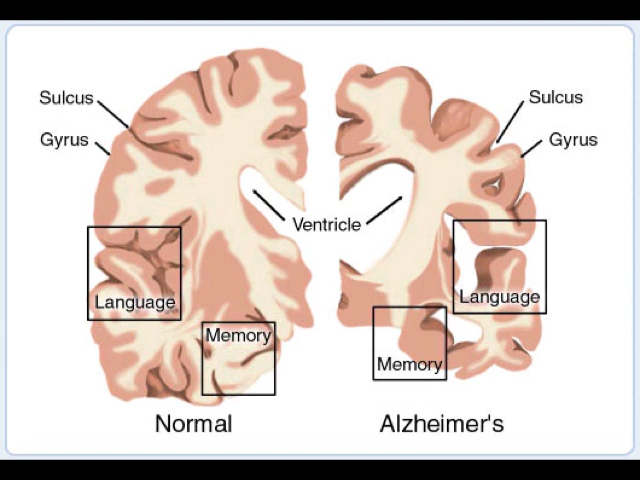 Sulcus
Gyrus
Language
Memory
Normal
Ventricle
Sulcus
Gyrus
Language
Memory
Alzheimer's